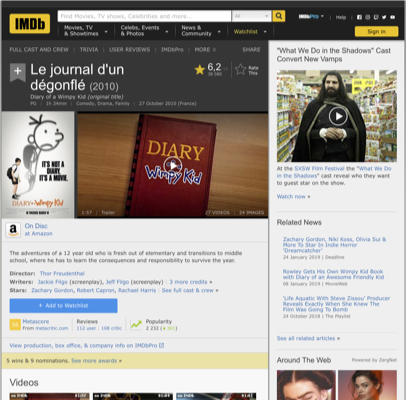 IMDb
Find Movies, TV shows, Celebrities and more...
All
IMDbPro
Help
Movies, TV & Showtimes
Celebs, Events & Photos
News & Community
Watchlist
Sign in
FULL CAST AND CREW | TRIVIA | USER REVIEWS | IMDbPro | MORE
SHARE
Le journal d'un dégonflé (2010)
Diary of a Wimpy Kid (original title)
PG | 1h 34min | Comedy, Drama, Family | 27 October 2010 (France)
6,2
Rate This
IT'S NOT A DIARY,
IT'S A MOVIE.
DIARY of a Wimpy Kid
DIARY
of a
Wimpy Kid
1:57 | Trailer
27 VIDEOS | 24 IMAGES
On Disc
at Amazon
The adventures of a 12 year old who is fresh out of elementary and transitions to middle
school, where he has to learn the consequences and responsibility to survive the year.
Director: Thor Freudenthal
Writers: Jackie Filgo (screenplay), Jeff Filgo (screenplay) | 3 more credits »
Stars: Zachary Gordon, Robert Capron, Rachael Harris | See full cast & crew »
+ Add to Watchlist
Metascore
From metacritic.com
Reviews
112 user | 108 critic
Popularity
View production, box office, & company info on IMDbPro
5 wins & 9 nominations. See more awards »
Videos
"What We Do in the Shadows" Cast
Convert New Vamps
At the SXSW Film Festival the "What We Do
in the Shadows" cast reveal who they want
to guest star on the show.
Watch now »
Related News
Zachary Gordon, Niki Koss, Olivia Sui &
More To Star In Indie Horror
'Dreamcatcher'
24 January 2019 | Deadline
Rowley Gets His Own Wimpy Kid Book
with Diary of an Awesome Friendly Kid
08 January 2019 | MovieWeb
'Life Aquatic With Steve Zissou' Producer
Reveals Exactly When She Knew The
Film Was Going To Bomb
24 October 2018 | The Playlist
See all related articles »
Around The Web
Powered by ZergNet